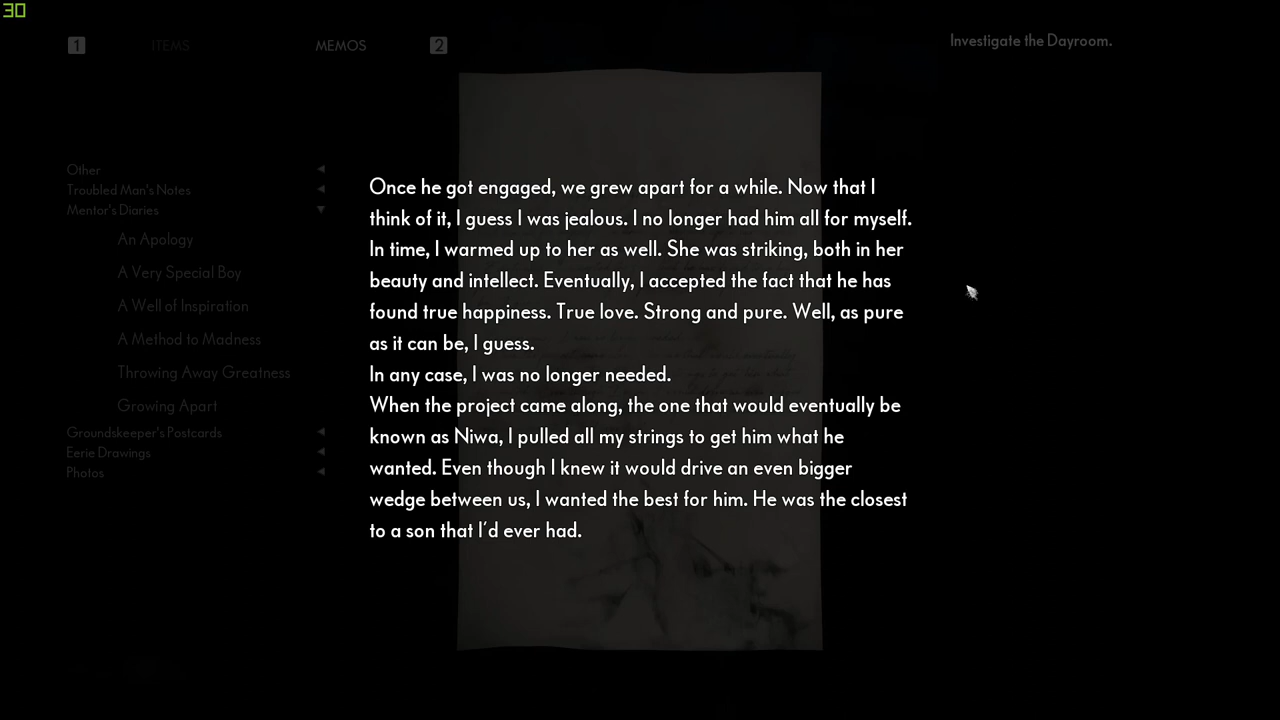 30
1
ITEMS
MEMOS
2
Investigate the Dayroom.
Other
Troubled Man's Notes
Mentor's Diaries
An Apology
A Very Special Boy
A Well of Inspiration
A Method to Madness
Throwing Away Greatness
Growing Apart
Groundskeeper's Postcards
Eerie Drawings
Photos
Once he got engaged, we grew apart for a while. Now that I
think of it, I guess I was jealous. I no longer had him all for myself.
In time, I warmed up to her as well. She was striking, both in her
beauty and intellect. Eventually, I accepted the fact that he has
found true happiness. True love. Strong and pure. Well, as pure
as it can be, I guess.
In any case, I was no longer needed.
When the project came along, the one that would eventually be
known as Niwa, I pulled all my strings to get him what he
wanted. Even though I knew it would drive an even bigger
wedge between us, I wanted the best for him. He was the closest
to a son that I'd ever had.